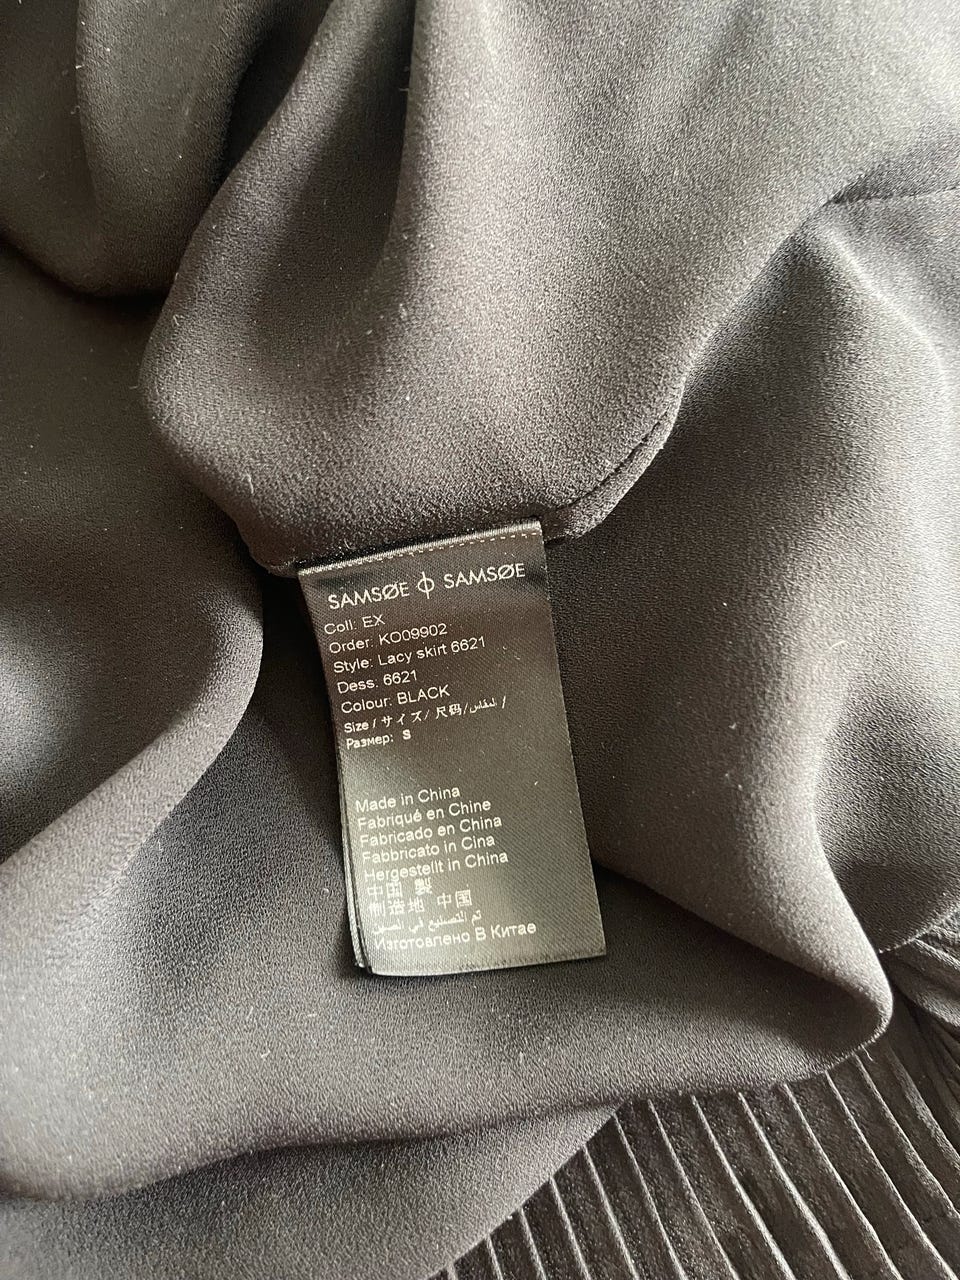 SAMSØE ϕ SAMSØE
Coll: EX
Order: KO09902
Style: Lacy skirt 6621
Dess: 6621
Colour: BLACK
Size / サイズ/ 尺码/المقاس /
Размер: S
Made in China
Fabriqué en Chine
Fabricado en China
Fabbricato in Cina
Hergestellt in China
中国 製
制造地 中国
تم التصنيع في الصين
Изготовлено В Китае